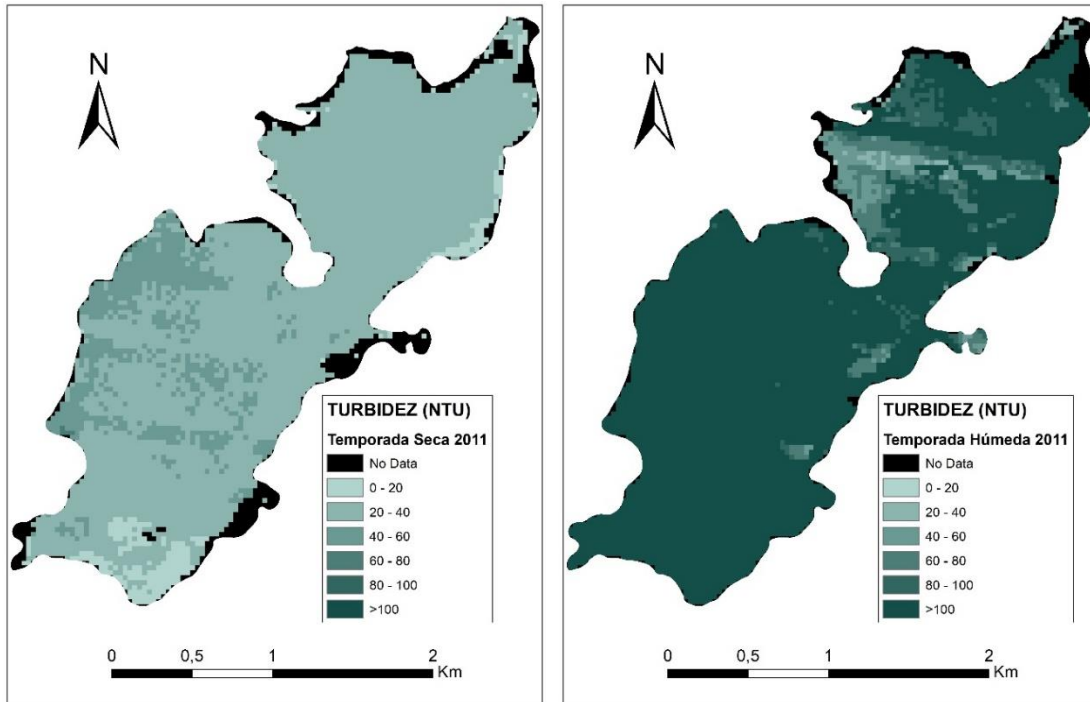 N
TURBIDEZ (NTU)
Temporada Seca 2011
No Data
0 - 20
20 - 40
40 - 60
60 - 80
80 - 100
>100
0 0,5 1 2
Km
N
TURBIDEZ (NTU)
Temporada Húmeda 2011
No Data
0 - 20
20 - 40
40 - 60
60 - 80
80 - 100
>100
0 0,5 1 2
Km